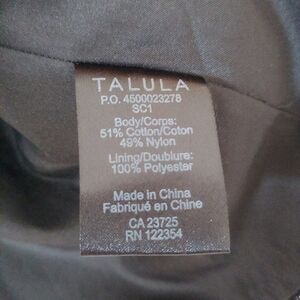 TALULA
P.O. 4500023278
SC1
Body/Corps:
51% Cotton/Coton
49% Nylon
Lining/Doublure:
100% Polyester
Made in China
Fabriqué en Chine
CA 23725
RN 122354